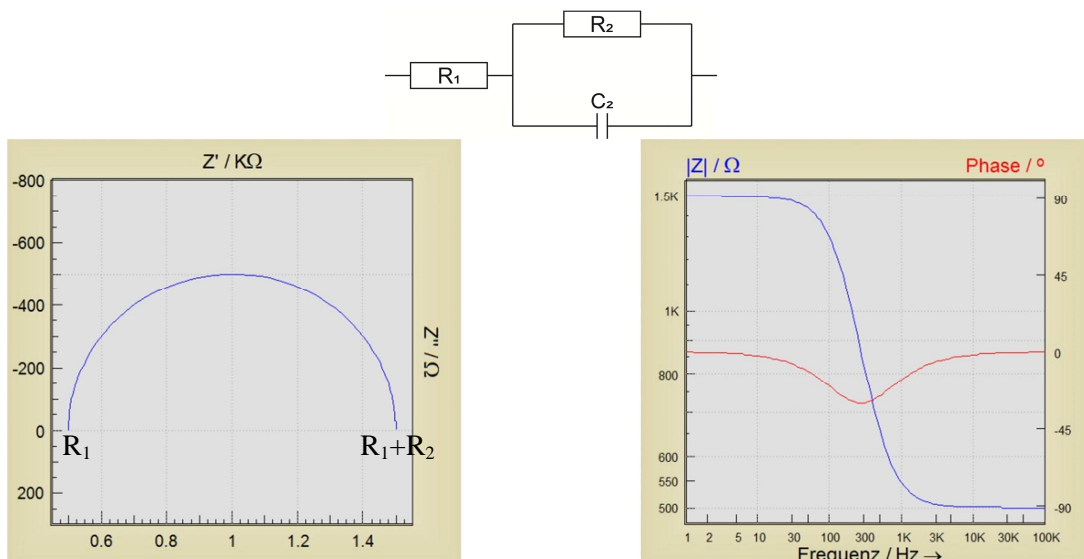 R₂
R₁
C₂
Z' / KΩ
-800
-600
-400
-200
0
200
Z" / Ω
R₁
R₁+R₂
0.6 0.8 1 1.2 1.4
|Z| / Ω Phase / º
1.5K
1K
800
600
550
500
90
45
0
-45
-90
1 2 5 10 30 100 300 1K 3K 10K 100K
Frequenz / Hz →